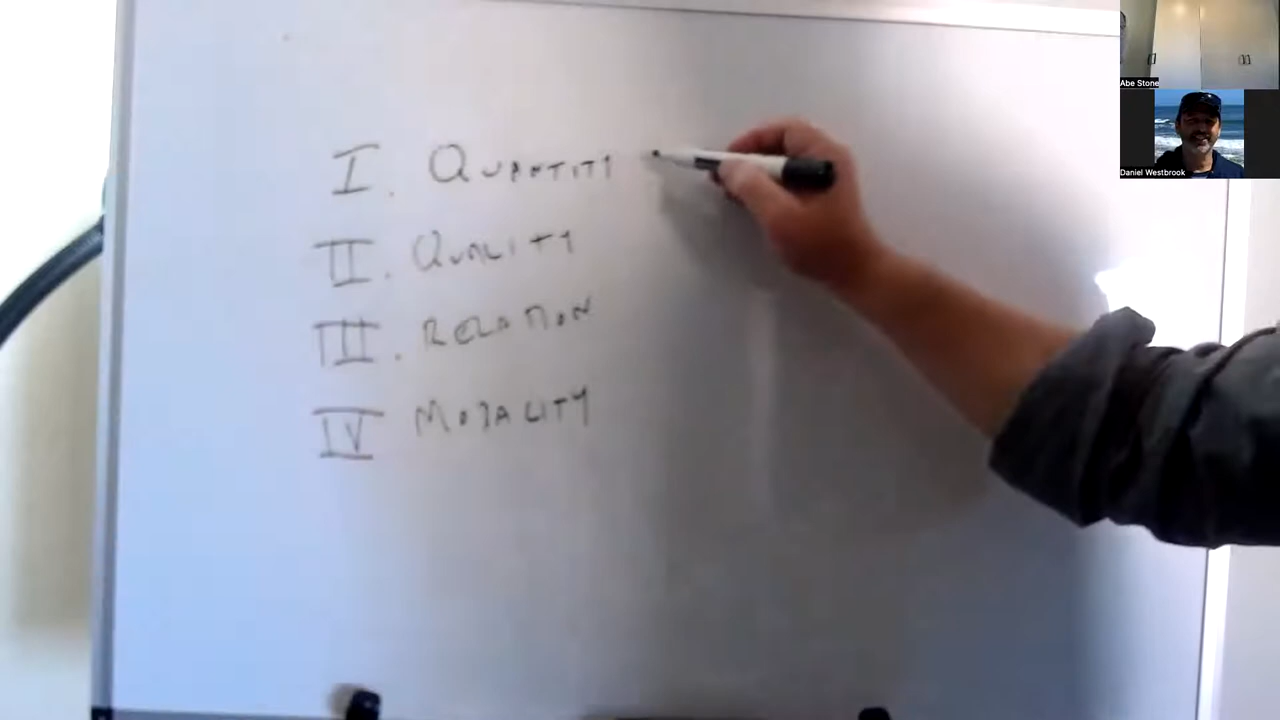 I. QUANTITY
II. QUALITY
III. RELATION
IV MODALITY
Abe Stone
Daniel Westbrook